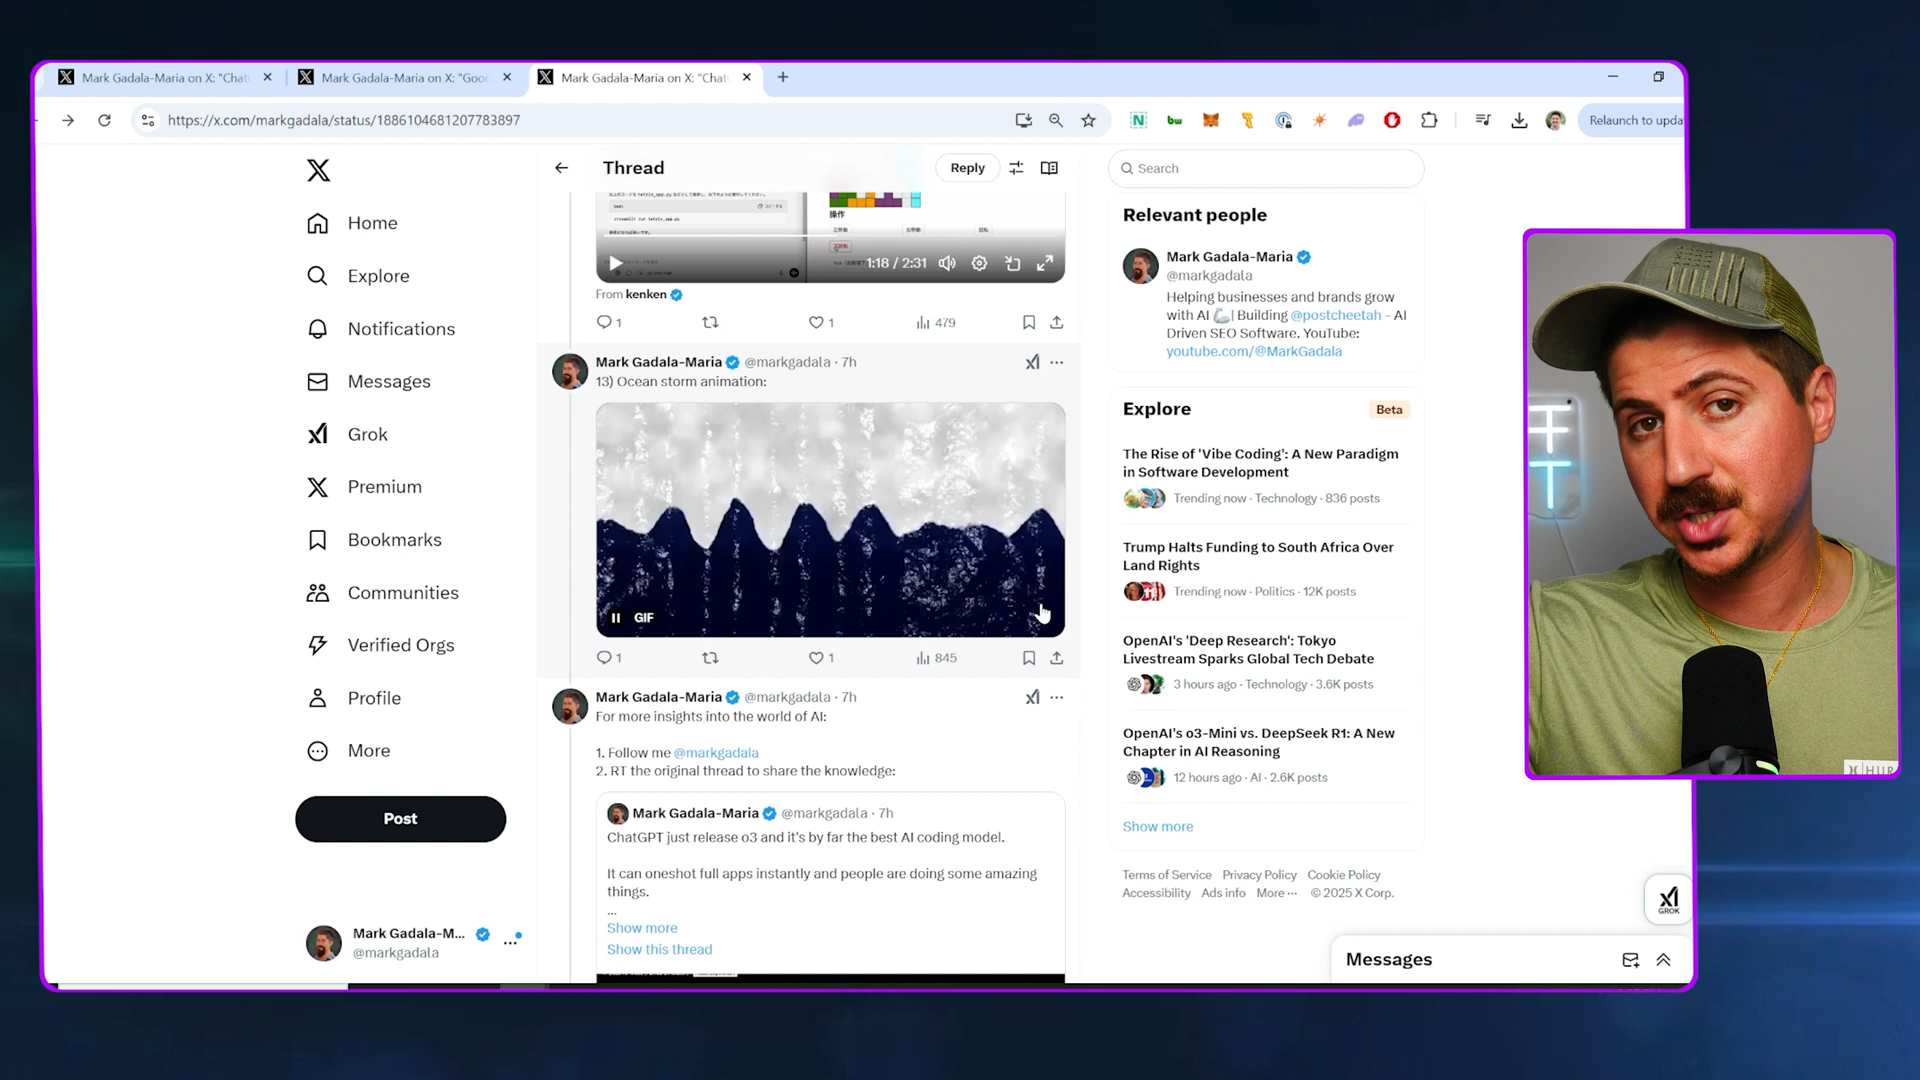 Mark Gadala-Maria on X: "Chat
Mark Gadala-Maria on X: "Goo
Mark Gadala-Maria on X: "Chat
https://x.com/markgadala/status/1886104681207783897
N
bw
Relaunch to upda
Home
Explore
Notifications
Messages
Grok
Premium
Bookmarks
Communities
Verified Orgs
Profile
More
Post
Mark Gadala-M...
@markgadala
Thread
Reply
streamlit run tetris_app.py
操作
1:18 / 2:31
From kenken
1
1
479
Mark Gadala-Maria @markgadala · 7h
13) Ocean storm animation:
GIF
1
1
845
Mark Gadala-Maria @markgadala · 7h
For more insights into the world of AI:
1. Follow me @markgadala
2. RT the original thread to share the knowledge:
Mark Gadala-Maria @markgadala · 7h
ChatGPT just release o3 and it's by far the best AI coding model.
It can oneshot full apps instantly and people are doing some amazing
things.
...
Show more
Show this thread
Search
Relevant people
Mark Gadala-Maria
@markgadala
Helping businesses and brands grow
with AI 🦾| Building @postcheetah - AI
Driven SEO Software. YouTube:
youtube.com/@MarkGadala
Explore
Beta
The Rise of 'Vibe Coding': A New Paradigm
in Software Development
Trending now · Technology · 836 posts
Trump Halts Funding to South Africa Over
Land Rights
Trending now · Politics · 12K posts
OpenAI's 'Deep Research': Tokyo
Livestream Sparks Global Tech Debate
3 hours ago · Technology · 3.6K posts
OpenAI's o3-Mini vs. DeepSeek R1: A New
Chapter in AI Reasoning
12 hours ago · AI · 2.6K posts
Show more
Terms of Service Privacy Policy Cookie Policy
Accessibility Ads info More ··· © 2025 X Corp.
GROK
Messages